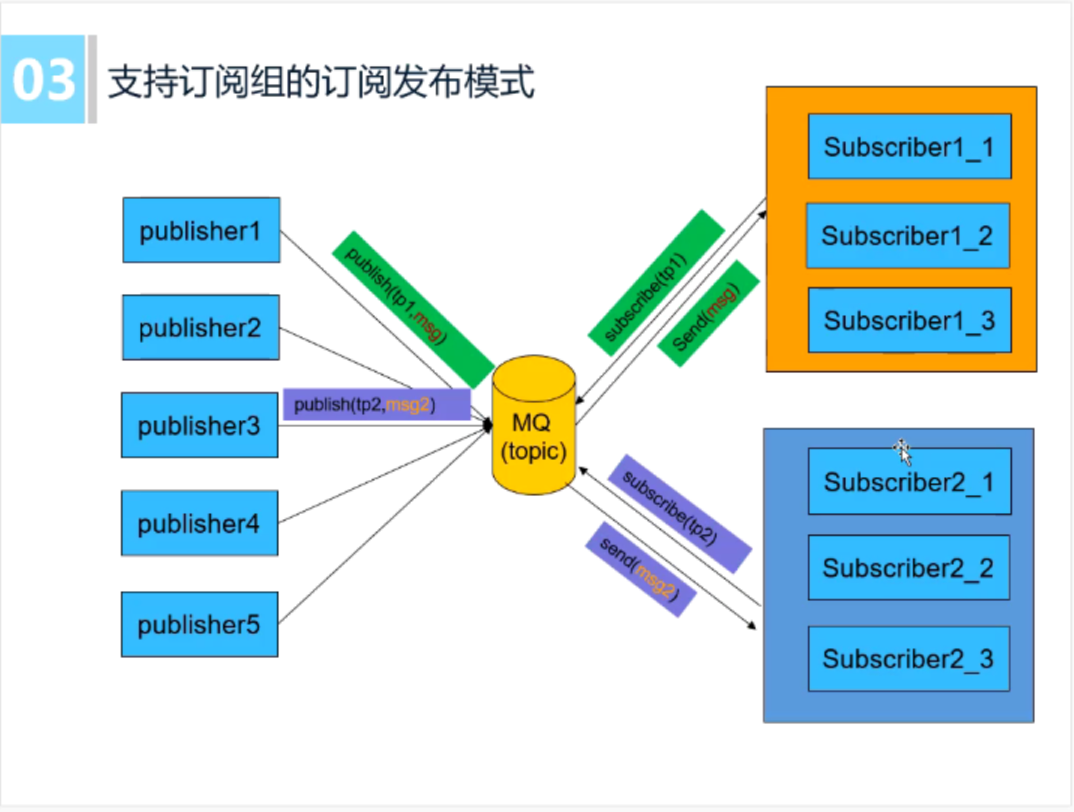 03
支持订阅组的订阅发布模式
publisher1
publisher2
publisher3
publisher4
publisher5
publish(tp1,msg)
publish(tp2,msg2)
MQ
(topic)
subscribe(tp1)
Send(msg)
subscribe(tp2)
send(msg2)
Subscriber1_1
Subscriber1_2
Subscriber1_3
Subscriber2_1
Subscriber2_2
Subscriber2_3